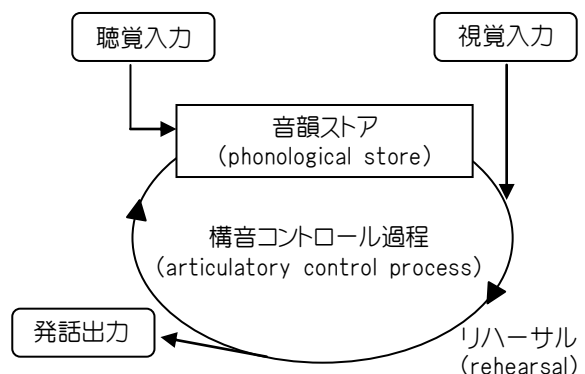 聴覚入力
視覚入力
音韻ストア
(phonological store)
構音コントロール過程
(articulatory control process)
発話出力
リハーサル
(rehearsal)